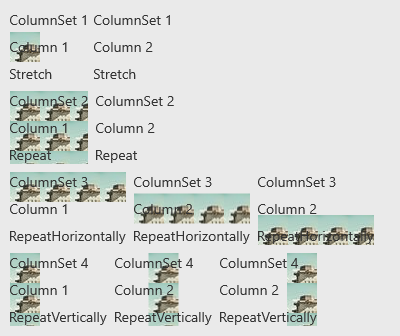 ColumnSet 1 ColumnSet 1
Column 1 Column 2
Stretch Stretch
ColumnSet 2 ColumnSet 2
Column 1 Column 2
Repeat Repeat
ColumnSet 3 ColumnSet 3 ColumnSet 3
Column 1 Column 2 Column 2
RepeatHorizontally RepeatHorizontally RepeatHorizontally
ColumnSet 4 ColumnSet 4 ColumnSet 4
Column 1 Column 2 Column 2
RepeatVertically RepeatVertically RepeatVertically